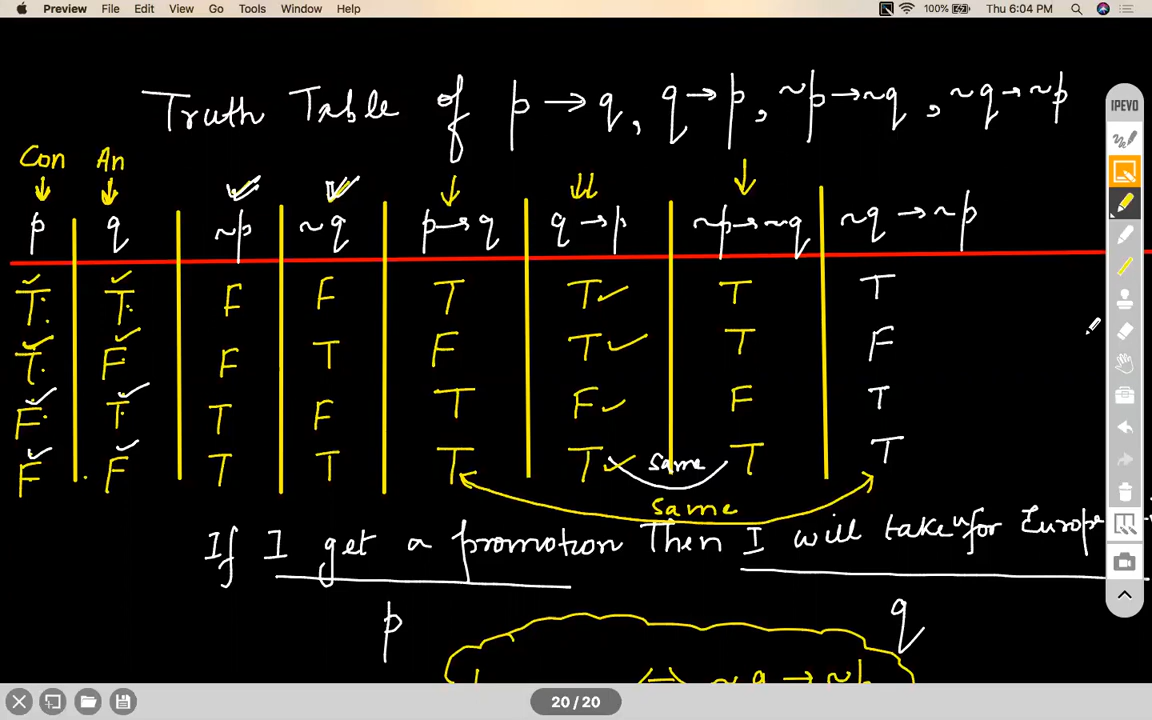 Preview File Edit View Go Tools Window Help 100% Thu 6:04 PM
Truth Table of p → q, q → p, ~p → ~q, ~q → ~p
IPEVO
Con An
p q ~p ~q p → q q → p ~p → ~q ~q → ~p
T T F F T T T T
T F F T F T T F
F T T F T F F T
F F T T T T T T
same
same
If I get a promotion Then I will take u for Europe
p q
⇔ ~q → ~p
20 / 20